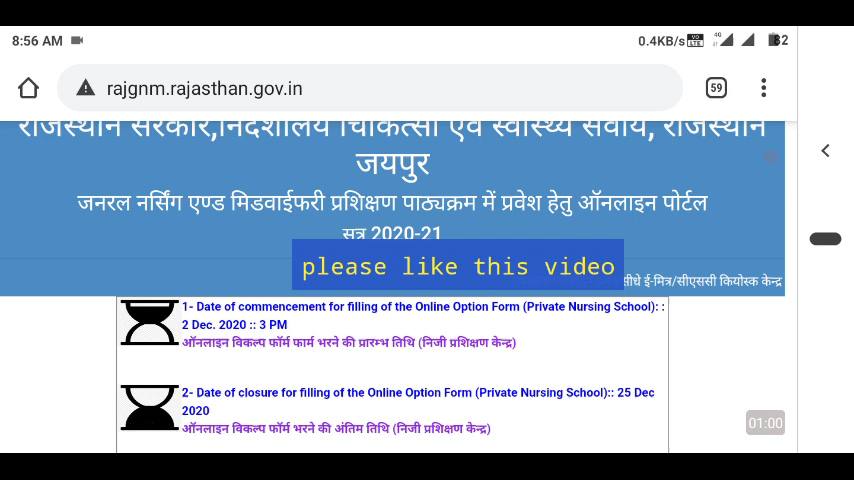 8:56 AM
0.4KB/s VO LTE 4G 82
rajgnm.rajasthan.gov.in
59
राजस्थान सरकार,निदेशालय चिकित्सा एवं स्वास्थ्य सेवायें, राजस्थान
जयपुर
जनरल नर्सिंग एण्ड मिडवाईफरी प्रशिक्षण पाठ्यक्रम में प्रवेश हेतु ऑनलाइन पोर्टल
सत्र 2020-21
please like this video
सीधे ई-मित्र/सीएससी कियोस्क केन्द्र
1- Date of commencement for filling of the Online Option Form (Private Nursing School): :
2 Dec. 2020 :: 3 PM
ऑनलाइन विकल्प फॉर्म फार्म भरने की प्रारम्भ तिथि (निजी प्रशिक्षण केन्द्र)
2- Date of closure for filling of the Online Option Form (Private Nursing School):: 25 Dec
2020
ऑनलाइन विकल्प फॉर्म भरने की अंतिम तिथि (निजी प्रशिक्षण केन्द्र)
01:00